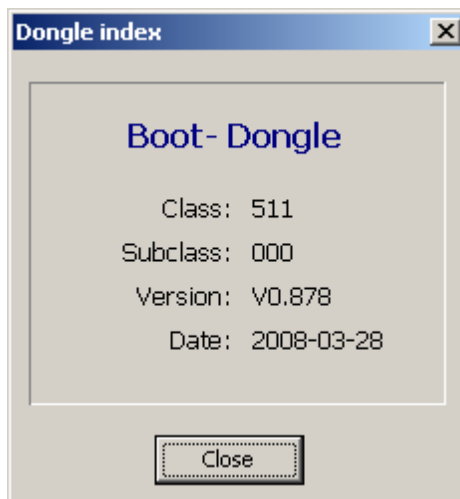 Dongle index
Boot- Dongle
Class: 511
Subclass: 000
Version: V0.878
Date: 2008-03-28
Close